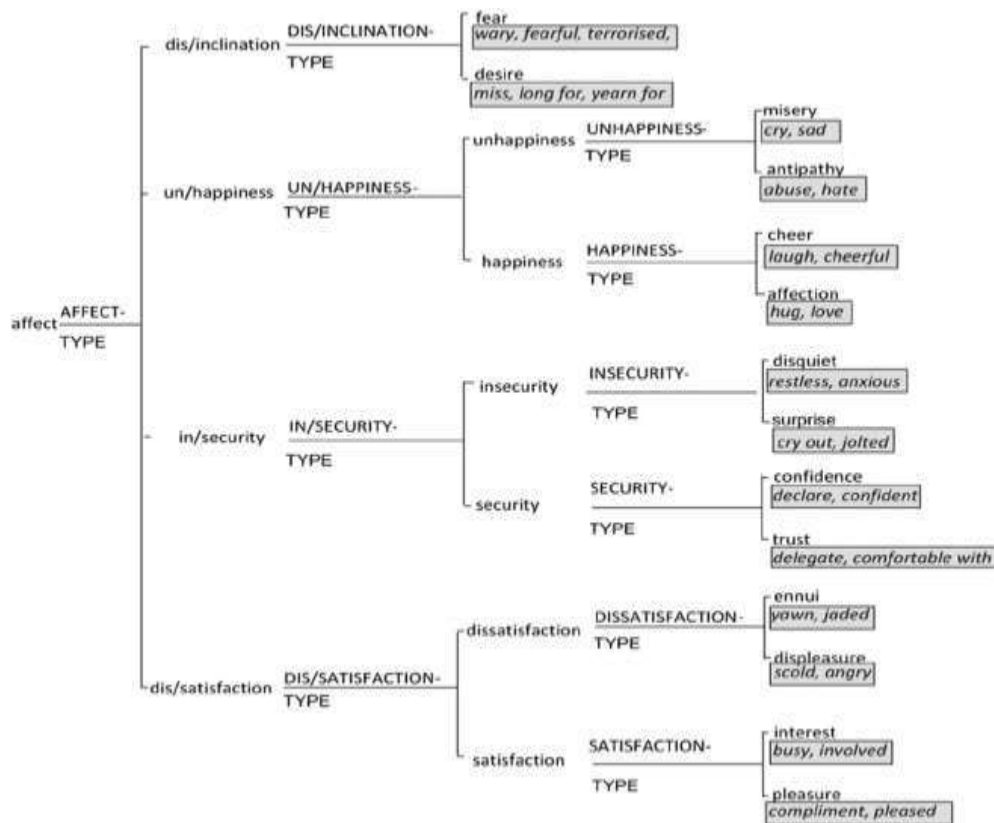 fear
wary, fearful, terrorised,
dis/inclination DIS/INCLINATION-
TYPE
desire
miss, long for, yearn for
misery
cry, sad
unhappiness UNHAPPINESS-
TYPE
antipathy
abuse, hate
un/happiness UN/HAPPINESS-
TYPE
cheer
laugh, cheerful
happiness HAPPINESS-
TYPE
affection
hug, love
affect AFFECT-
TYPE
disquiet
restless, anxious
insecurity INSECURITY-
TYPE
surprise
cry out, jolted
in/security IN/SECURITY-
TYPE
confidence
declare, confident
security SECURITY-
TYPE
trust
delegate, comfortable with
ennui
yawn, jaded
dissatisfaction DISSATISFACTION-
TYPE
displeasure
scold, angry
dis/satisfaction DIS/SATISFACTION-
TYPE
interest
busy, involved
satisfaction SATISFACTION-
TYPE
pleasure
compliment, pleased